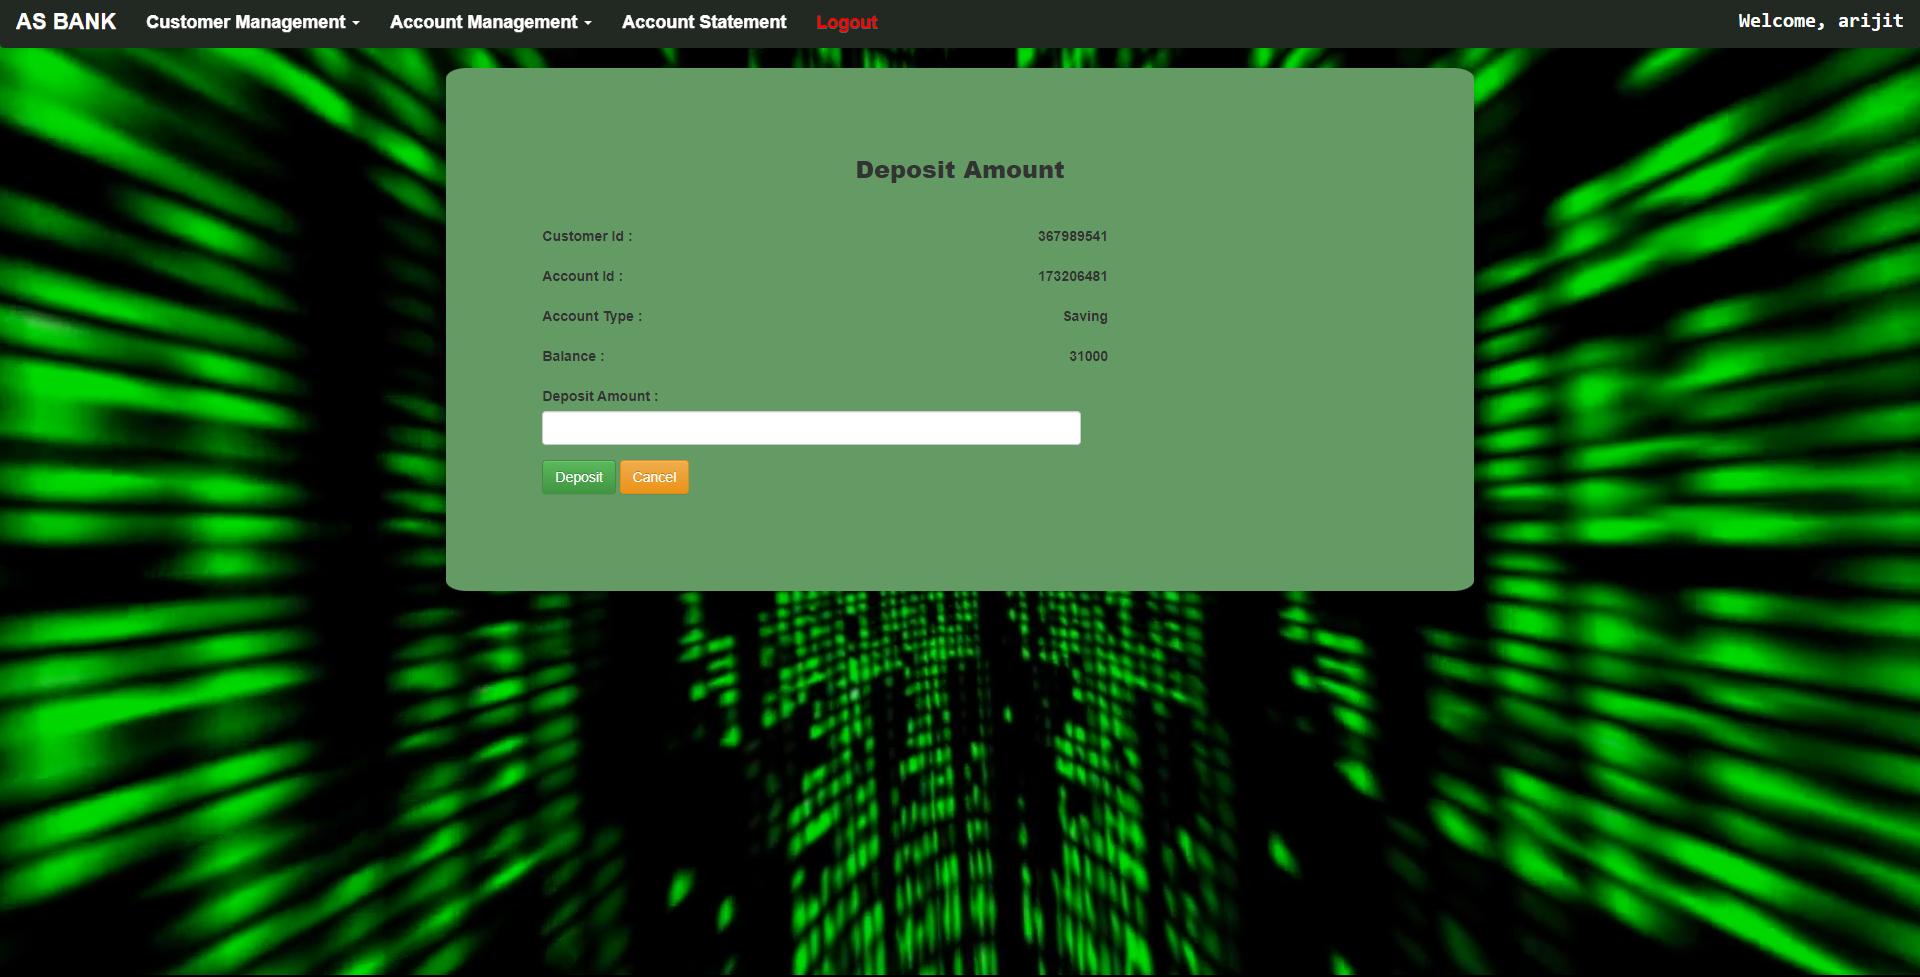 AS BANK Customer Management Account Management Account Statement Logout Welcome, arijit
Deposit Amount
Customer Id : 367989541
Account Id : 173206481
Account Type : Saving
Balance : 31000
Deposit Amount :
Deposit Cancel